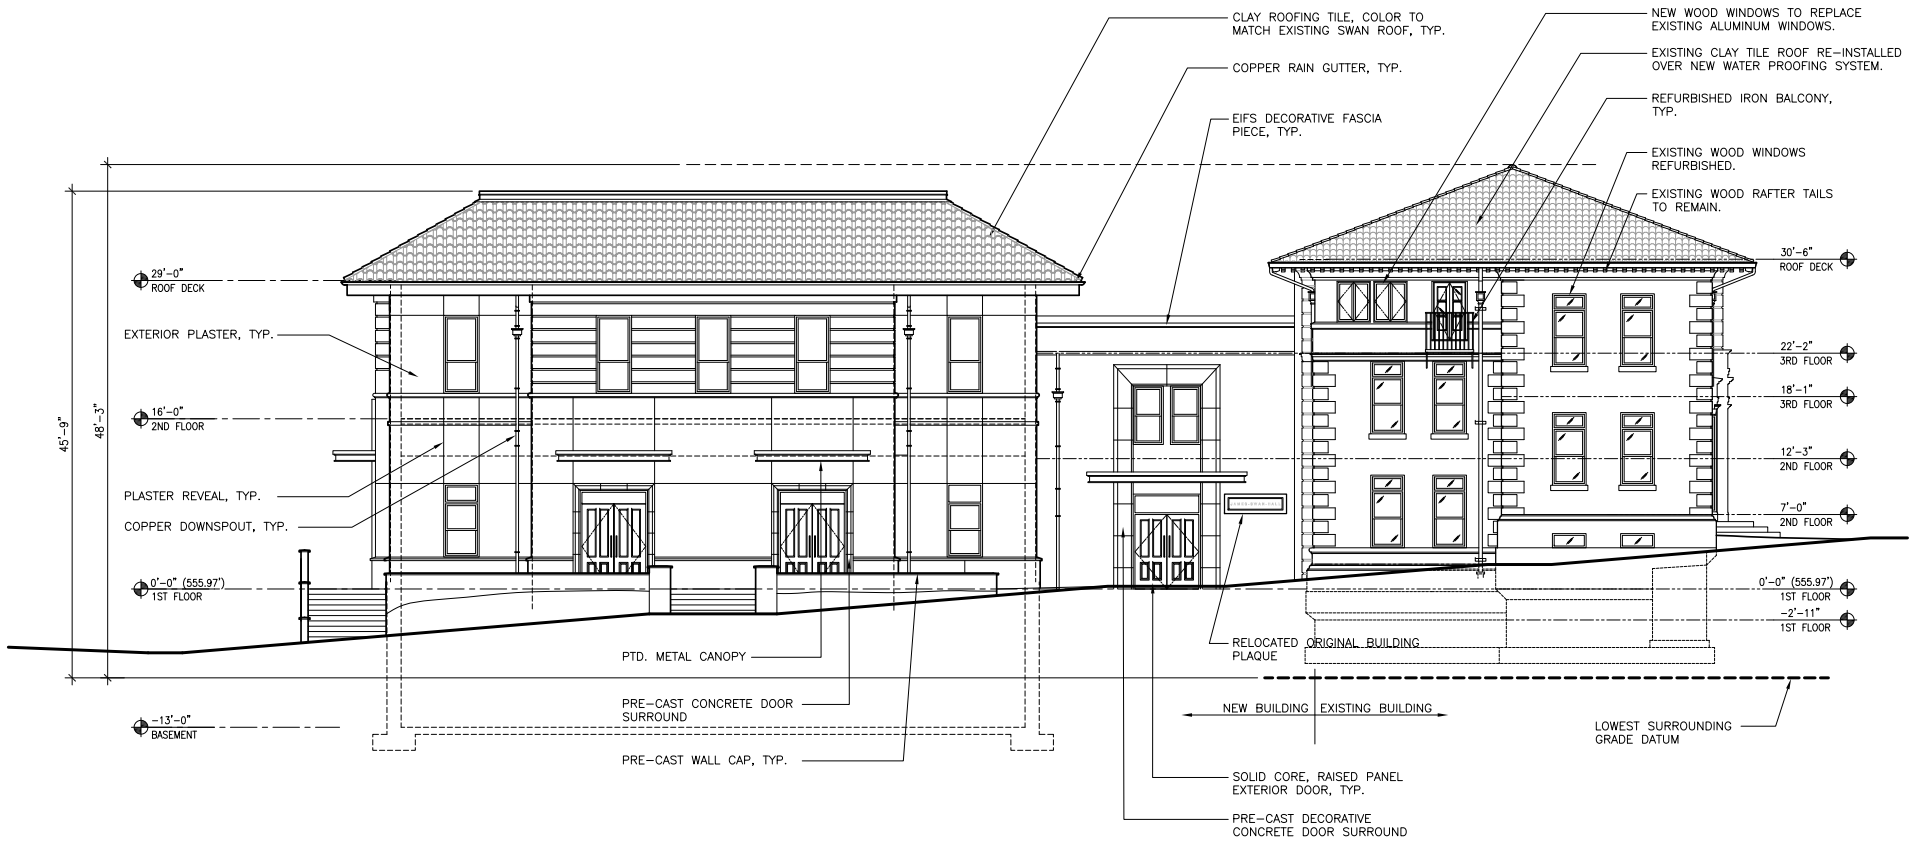 CLAY ROOFING TILE, COLOR TO
MATCH EXISTING SWAN ROOF, TYP.
COPPER RAIN GUTTER, TYP.
EIFS DECORATIVE FASCIA
PIECE, TYP.
NEW WOOD WINDOWS TO REPLACE
EXISTING ALUMINUM WINDOWS.
EXISTING CLAY TILE ROOF RE-INSTALLED
OVER NEW WATER PROOFING SYSTEM.
REFURBISHED IRON BALCONY,
TYP.
EXISTING WOOD WINDOWS
REFURBISHED.
EXISTING WOOD RAFTER TAILS
TO REMAIN.
45'-9"
48'-3"
29'-0"
ROOF DECK
EXTERIOR PLASTER, TYP.
16'-0"
2ND FLOOR
PLASTER REVEAL, TYP.
COPPER DOWNSPOUT, TYP.
0'-0" (555.97')
1ST FLOOR
-13'-0"
BASEMENT
30'-6"
ROOF DECK
22'-2"
3RD FLOOR
18'-1"
3RD FLOOR
12'-3"
2ND FLOOR
7'-0"
2ND FLOOR
0'-0" (555.97')
1ST FLOOR
-2'-11"
1ST FLOOR
PTD. METAL CANOPY
PRE-CAST CONCRETE DOOR
SURROUND
PRE-CAST WALL CAP, TYP.
RELOCATED ORIGINAL BUILDING
PLAQUE
NEW BUILDING
EXISTING BUILDING
LOWEST SURROUNDING
GRADE DATUM
SOLID CORE, RAISED PANEL
EXTERIOR DOOR, TYP.
PRE-CAST DECORATIVE
CONCRETE DOOR SURROUND